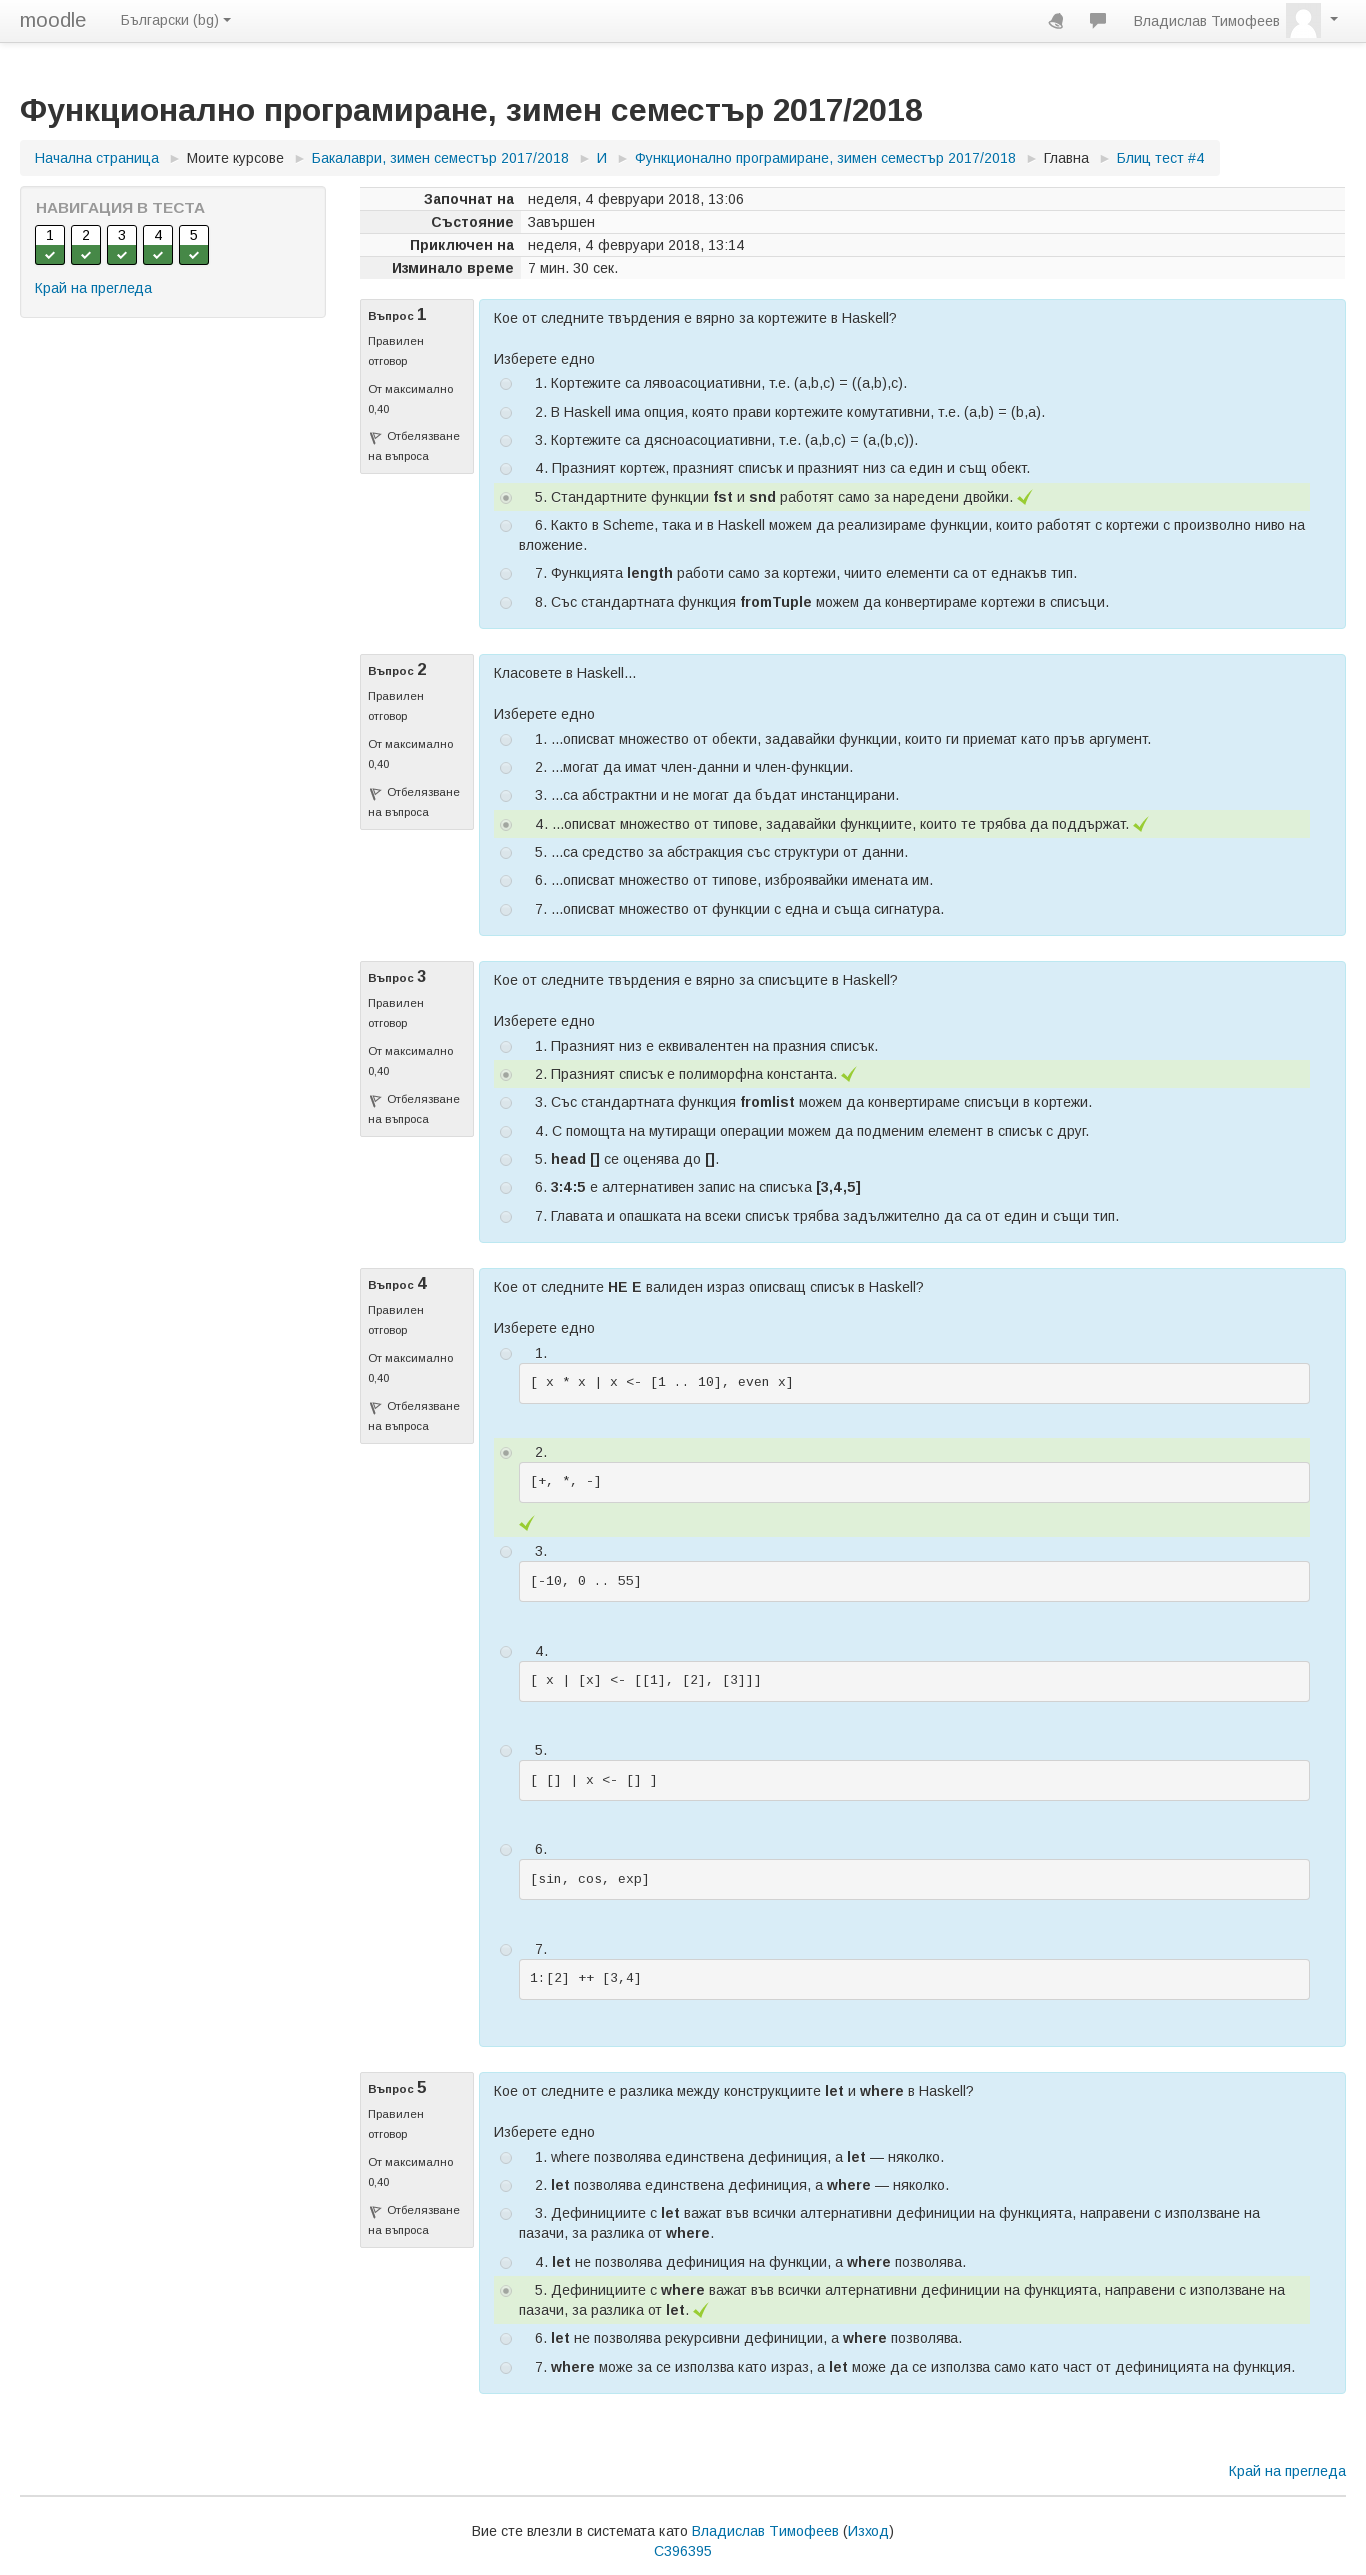 moodle Български (bg) Владислав Тимофеев
Функционално програмиране, зимен семестър 2017/2018
Начална страница ► Моите курсове ► Бакалаври, зимен семестър 2017/2018 ► И ► Функционално програмиране, зимен семестър 2017/2018 ► Главна ► Блиц тест #4
НАВИГАЦИЯ В ТЕСТА
1 2 3 4 5
Край на прегледа
Започнат на неделя, 4 февруари 2018, 13:06
Състояние Завършен
Приключен на неделя, 4 февруари 2018, 13:14
Изминало време 7 мин. 30 сек.
Въпрос 1
Правилен
отговор
От максимално
0,40
Отбелязване
на въпроса
Кое от следните твърдения е вярно за кортежите в Haskell?
Изберете едно
1. Кортежите са лявоасоциативни, т.е. (a,b,c) = ((a,b),c).
2. В Haskell има опция, която прави кортежите комутативни, т.е. (a,b) = (b,a).
3. Кортежите са дясноасоциативни, т.е. (a,b,c) = (a,(b,c)).
4. Празният кортеж, празният списък и празният низ са един и същ обект.
5. Стандартните функции fst и snd работят само за наредени двойки.
6. Както в Scheme, така и в Haskell можем да реализираме функции, които работят с кортежи с произволно ниво на
вложение.
7. Функцията length работи само за кортежи, чиито елементи са от еднакъв тип.
8. Със стандартната функция fromTuple можем да конвертираме кортежи в списъци.
Въпрос 2
Правилен
отговор
От максимално
0,40
Отбелязване
на въпроса
Класовете в Haskell...
Изберете едно
1. ...описват множество от обекти, задавайки функции, които ги приемат като пръв аргумент.
2. ...могат да имат член-данни и член-функции.
3. ...са абстрактни и не могат да бъдат инстанцирани.
4. ...описват множество от типове, задавайки функциите, които те трябва да поддържат.
5. ...са средство за абстракция със структури от данни.
6. ...описват множество от типове, изброявайки имената им.
7. ...описват множество от функции с една и съща сигнатура.
Въпрос 3
Правилен
отговор
От максимално
0,40
Отбелязване
на въпроса
Кое от следните твърдения е вярно за списъците в Haskell?
Изберете едно
1. Празният низ е еквивалентен на празния списък.
2. Празният списък е полиморфна константа.
3. Със стандартната функция fromlist можем да конвертираме списъци в кортежи.
4. С помощта на мутиращи операции можем да подменим елемент в списък с друг.
5. head [] се оценява до [].
6. 3:4:5 е алтернативен запис на списъка [3,4,5]
7. Главата и опашката на всеки списък трябва задължително да са от един и същи тип.
Въпрос 4
Правилен
отговор
От максимално
0,40
Отбелязване
на въпроса
Кое от следните НЕ Е валиден израз описващ списък в Haskell?
Изберете едно
1.
[ x * x | x <- [1 .. 10], even x]
2.
[+, *, -]
3.
[-10, 0 .. 55]
4.
[ x | [x] <- [[1], [2], [3]]]
5.
[ [] | x <- [] ]
6.
[sin, cos, exp]
7.
1:[2] ++ [3,4]
Въпрос 5
Правилен
отговор
От максимално
0,40
Отбелязване
на въпроса
Кое от следните е разлика между конструкциите let и where в Haskell?
Изберете едно
1. where позволява единствена дефиниция, а let — няколко.
2. let позволява единствена дефиниция, а where — няколко.
3. Дефинициите с let важат във всички алтернативни дефиниции на функцията, направени с използване на
пазачи, за разлика от where.
4. let не позволява дефиниция на функции, а where позволява.
5. Дефинициите с where важат във всички алтернативни дефиниции на функцията, направени с използване на
пазачи, за разлика от let.
6. let не позволява рекурсивни дефиниции, а where позволява.
7. where може за се използва като израз, а let може да се използва само като част от дефиницията на функция.
Край на прегледа
Вие сте влезли в системата като Владислав Тимофеев (Изход)
C396395